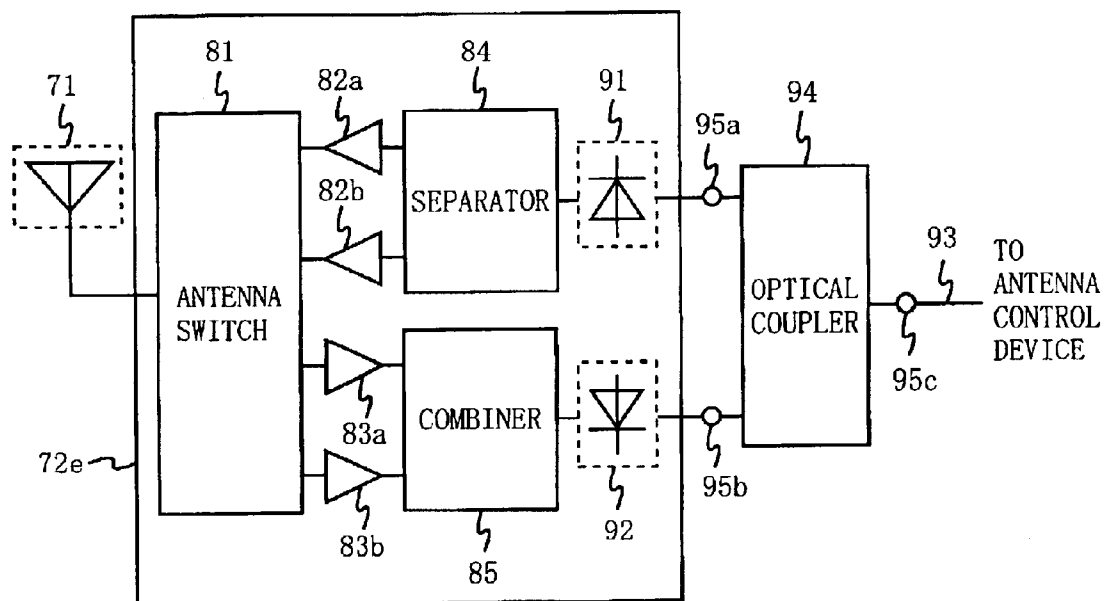 81
84
71
82a
91
94
95a
82b
SEPARATOR
93
TO
ANTENNA
CONTROL
DEVICE
ANTENNA
SWITCH
OPTICAL
COUPLER
95c
83a
COMBINER
72e
95b
83b
85
92